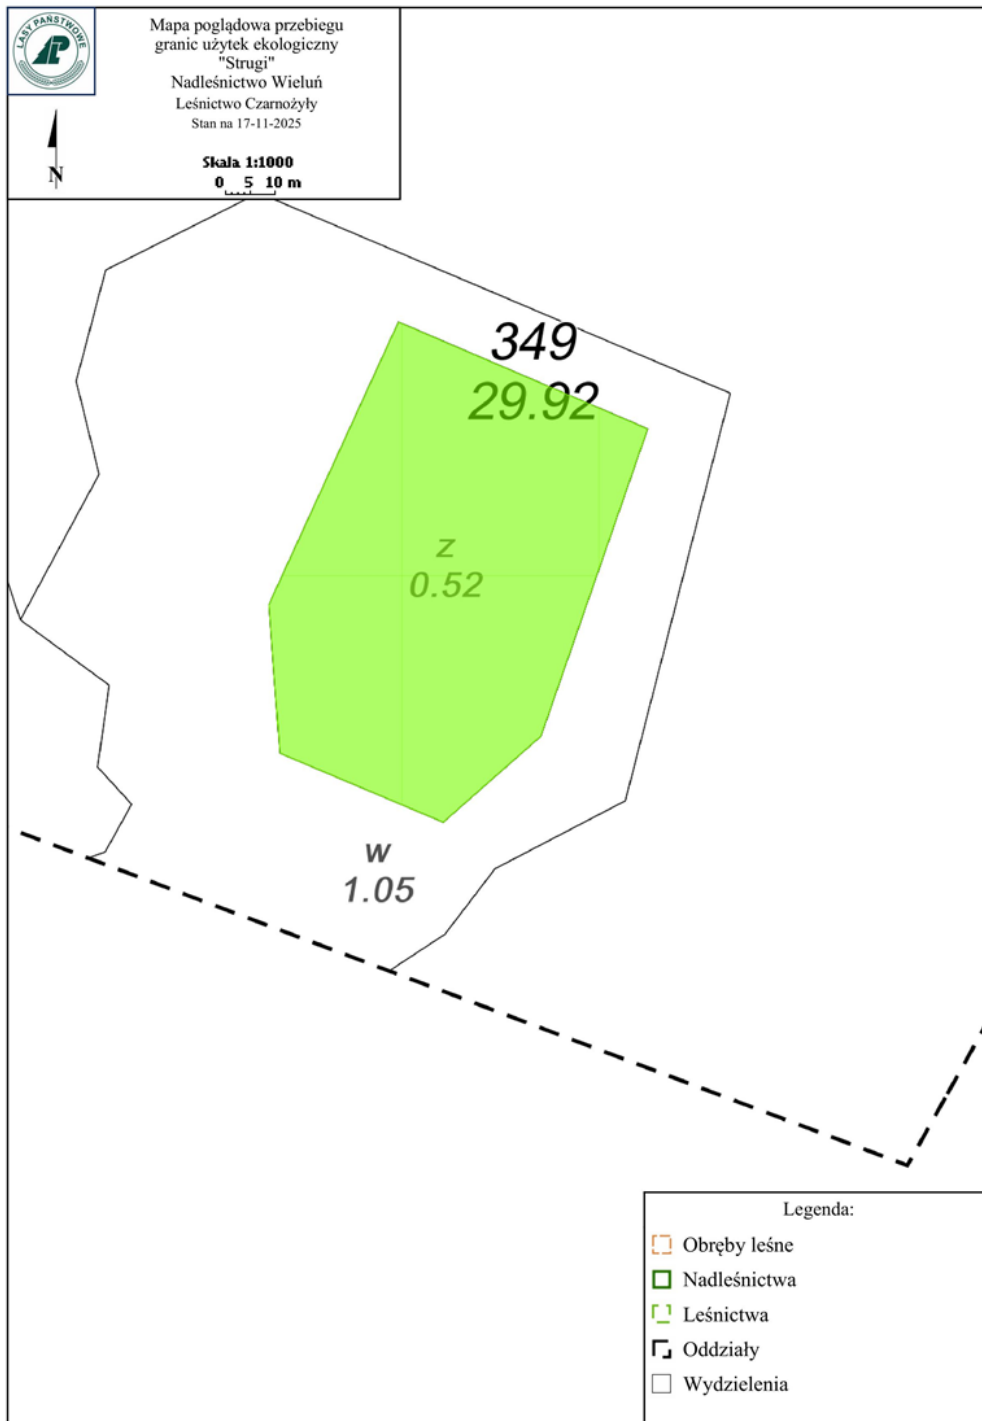 LASY PAŃSTWOWE
Mapa poglądowa przebiegu
granic użytek ekologiczny
"Strugi"
Nadleśnictwo Wieluń
Leśnictwo Czarnożyły
Stan na 17-11-2025
N
Skala 1:1000
0 5 10 m
349
29.92
z
0.52
w
1.05
Legenda:
Obręby leśne
Nadleśnictwa
Leśnictwa
Oddziały
Wydzielenia